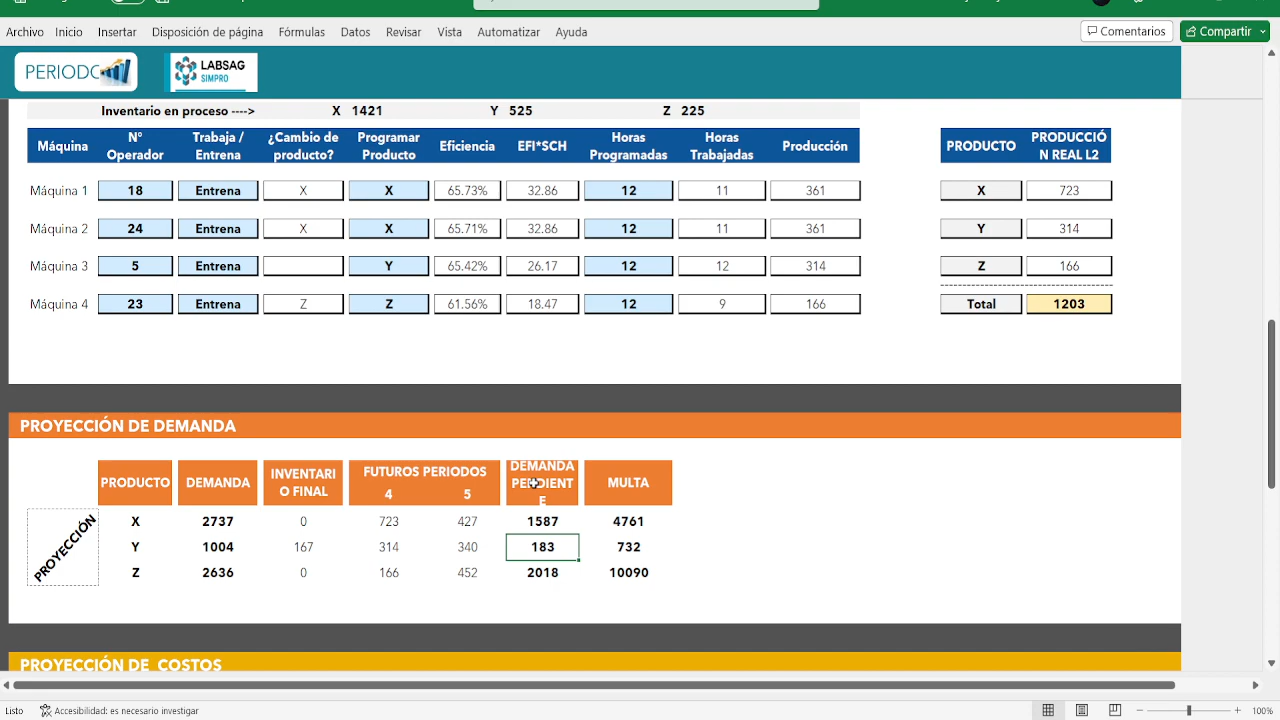 Archivo Inicio Insertar Disposición de página Fórmulas Datos Revisar Vista Automatizar Ayuda Comentarios Compartir
PERIODO LABSAG
SIMPRO
Inventario en proceso ----> X 1421 Y 525 Z 225
Máquina N° Operador Trabaja / Entrena ¿Cambio de producto? Programar Producto Eficiencia EFI*SCH Horas Programadas Horas Trabajadas Producción PRODUCTO PRODUCCIÓ N REAL L2
Máquina 1 18 Entrena X X 65.73% 32.86 12 11 361 X 723
Máquina 2 24 Entrena X X 65.71% 32.86 12 11 361 Y 314
Máquina 3 5 Entrena Y 65.42% 26.17 12 12 314 Z 166
Máquina 4 23 Entrena Z Z 61.56% 18.47 12 9 166 Total 1203
PROYECCIÓN DE DEMANDA
PRODUCTO DEMANDA INVENTARI O FINAL FUTUROS PERIODOS 4 5 DEMANDA PENDIENT E MULTA
PROYECCIÓN
X 2737 0 723 427 1587 4761
Y 1004 167 314 340 183 732
Z 2636 0 166 452 2018 10090
PROYECCIÓN DE COSTOS
Listo Accesibilidad: es necesario investigar 100%